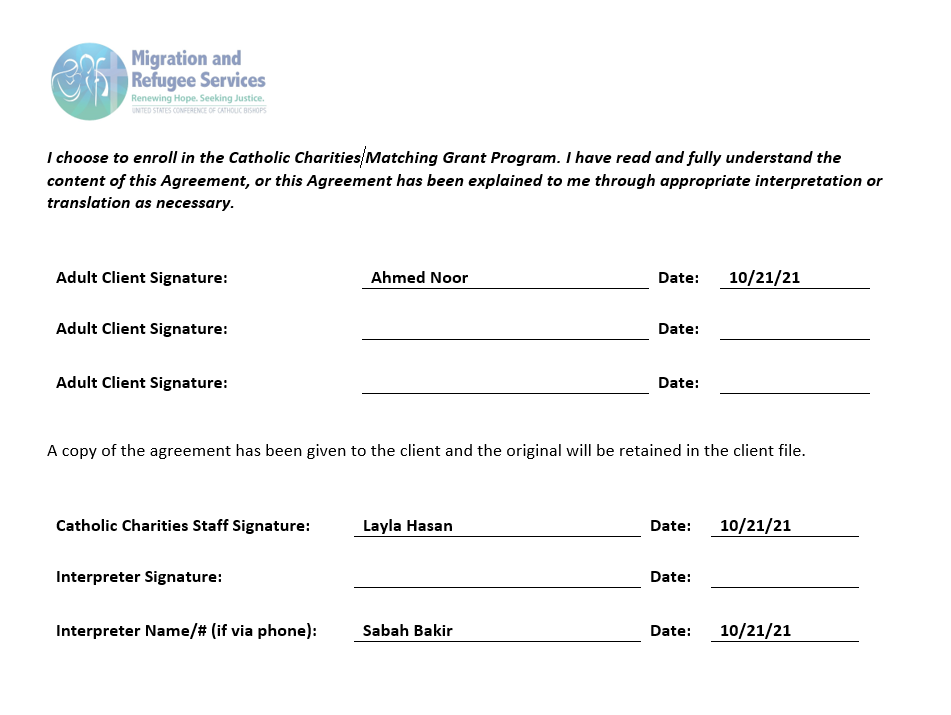 Migration and
Refugee Services
Renewing Hope. Seeking Justice.
UNITED STATES CONFERENCE OF CATHOLIC BISHOPS
I choose to enroll in the Catholic Charities/Matching Grant Program. I have read and fully understand the
content of this Agreement, or this Agreement has been explained to me through appropriate interpretation or
translation as necessary.
Adult Client Signature: Ahmed Noor Date: 10/21/21
Adult Client Signature: Date:
Adult Client Signature: Date:
A copy of the agreement has been given to the client and the original will be retained in the client file.
Catholic Charities Staff Signature: Layla Hasan Date: 10/21/21
Interpreter Signature: Date:
Interpreter Name/# (if via phone): Sabah Bakir Date: 10/21/21